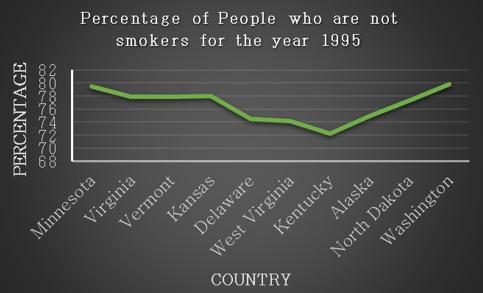 Percentage of People who are not
smokers for the year 1995
PERCENTAGE
82
80
78
76
74
72
70
68
Minnesota
Virginia
Vermont
Kansas
Delaware
West Virginia
Kentucky
Alaska
North Dakota
Washington
COUNTRY